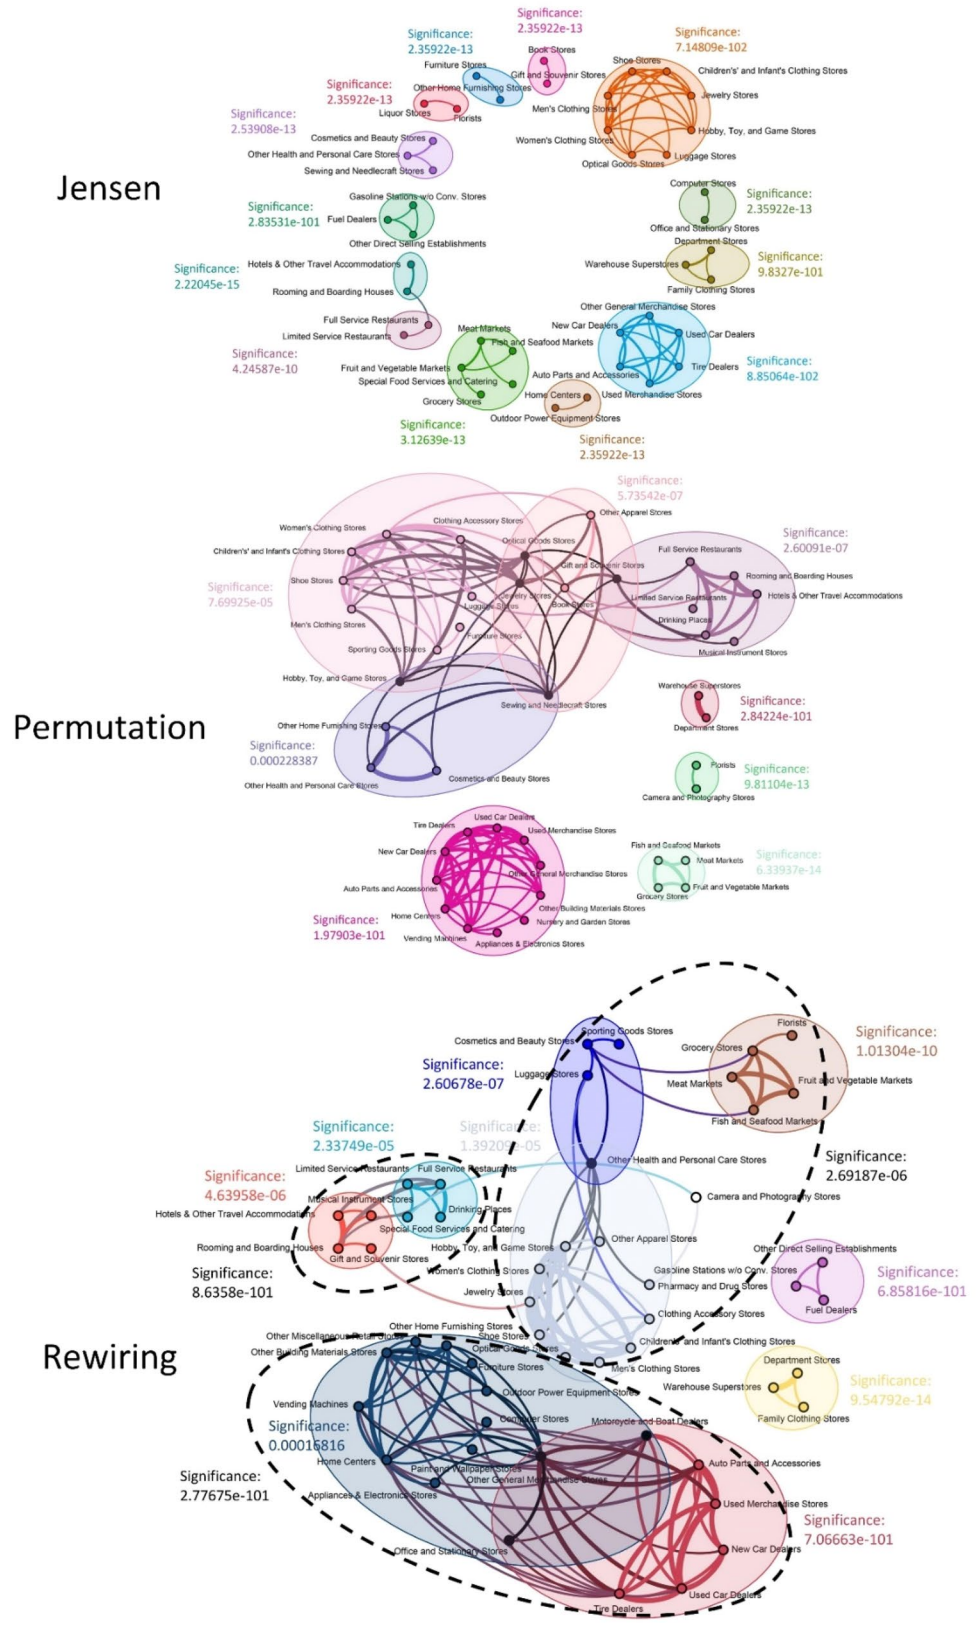 Significance:
2.35922e-13
Significance:
2.35922e-13
Significance:
7.14809e-102
Book Stores
Furniture Stores
Gift and Souvenir Stores
Shoe Stores
Children's' and Infant's Clothing Stores
Significance:
2.35922e-13
Other Home Furnishing Stores
Jewelry Stores
Liquor Stores
Florists
Men's Clothing Stores
Significance:
2.53908e-13
Hobby, Toy, and Game Stores
Cosmetics and Beauty Stores
Women's Clothing Stores
Other Health and Personal Care Stores
Luggage Stores
Optical Goods Stores
Sewing and Needlecraft Stores
Jensen
Computer Stores
Significance:
2.35922e-13
Gasoline Stations w/o Conv. Stores
Significance:
2.83531e-101
Fuel Dealers
Office and Stationary Stores
Other Direct Selling Establishments
Department Stores
Significance:
9.8327e-101
Hotels & Other Travel Accommodations
Warehouse Superstores
Significance:
2.22045e-15
Rooming and Boarding Houses
Family Clothing Stores
Other General Merchandise Stores
Full Service Restaurants
New Car Dealers
Meat Markets
Limited Service Restaurants
Used Car Dealers
Fish and Seafood Markets
Significance:
4.24587e-10
Significance:
8.85064e-102
Fruit and Vegetable Markets
Tire Dealers
Auto Parts and Accessories
Special Food Services and Catering
Grocery Stores
Home Centers
Used Merchandise Stores
Outdoor Power Equipment Stores
Significance:
3.12639e-13
Significance:
2.35922e-13
Significance:
5.73542e-07
Other Apparel Stores
Clothing Accessory Stores
Women's Clothing Stores
Significance:
2.60091e-07
Optical Goods Stores
Children's' and Infant's Clothing Stores
Full Service Restaurants
Gift and Souvenir Stores
Shoe Stores
Rooming and Boarding Houses
Significance:
7.69925e-05
Jewelry Stores
Limited Service Restaurants
Hotels & Other Travel Accommodations
Luggage Stores
Book Stores
Men's Clothing Stores
Drinking Places
Furniture Stores
Sporting Goods Stores
Musical Instrument Stores
Hobby, Toy, and Game Stores
Warehouse Superstores
Sewing and Needlecraft Stores
Significance:
2.84224e-101
Permutation
Other Home Furnishing Stores
Department Stores
Significance:
0.000228387
Other Health and Personal Care Stores
Cosmetics and Beauty Stores
Florists
Significance:
9.81104e-13
Camera and Photography Stores
Used Car Dealers
Tire Dealers
Used Merchandise Stores
New Car Dealers
Fish and Seafood Markets
Meat Markets
Significance:
6.33937e-14
Other General Merchandise Stores
Auto Parts and Accessories
Fruit and Vegetable Markets
Grocery Stores
Home Centers
Other Building Materials Stores
Significance:
1.97903e-101
Nursery and Garden Stores
Vending Machines
Appliances & Electronics Stores
Sporting Goods Stores
Florists
Cosmetics and Beauty Stores
Grocery Stores
Significance:
1.01304e-10
Significance:
2.60678e-07
Luggage Stores
Meat Markets
Fruit and Vegetable Markets
Fish and Seafood Markets
Significance:
2.33749e-05
Significance:
1.39209e-05
Other Health and Personal Care Stores
Significance:
2.69187e-06
Limited Service Restaurants
Full Service Restaurants
Significance:
4.63958e-06
Musical Instrument Stores
Camera and Photography Stores
Hotels & Other Travel Accommodations
Drinking Places
Special Food Services and Catering
Rooming and Boarding Houses
Hobby, Toy, and Game Stores
Other Apparel Stores
Other Direct Selling Establishments
Gift and Souvenir Stores
Women's Clothing Stores
Gasoline Stations w/o Conv. Stores
Significance:
8.6358e-101
Significance:
6.85816e-101
Pharmacy and Drug Stores
Jewelry Stores
Fuel Dealers
Clothing Accessory Stores
Other Home Furnishing Stores
Other Miscellaneous Retail Stores
Shoe Stores
Children's' and Infant's Clothing Stores
Other Building Materials Stores
Optical Goods Stores
Rewiring
Furniture Stores
Men's Clothing Stores
Department Stores
Warehouse Superstores
Significance:
9.54792e-14
Outdoor Power Equipment Stores
Vending Machines
Family Clothing Stores
Computer Stores
Motorcycle and Boat Dealers
Significance:
0.00016816
Home Centers
Paint and Wallpaper Stores
Auto Parts and Accessories
Significance:
2.77675e-101
Other General Merchandise Stores
Appliances & Electronics Stores
Used Merchandise Stores
Significance:
7.06663e-101
Office and Stationary Stores
New Car Dealers
Used Car Dealers
Tire Dealers